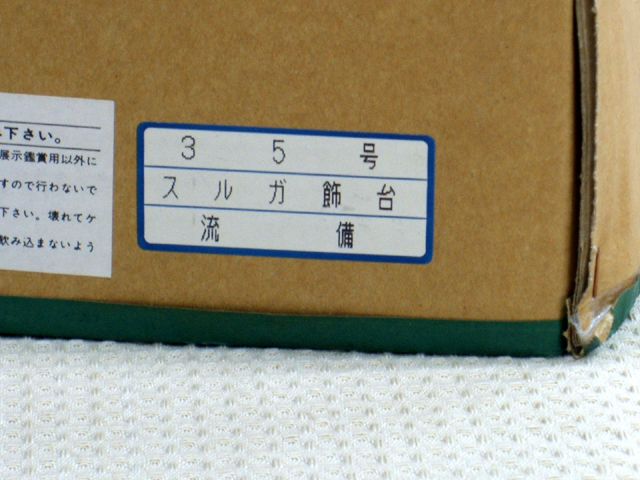 下さい。
展示鑑賞用以外に
すので行わないで
下さい。壊れてケ
飲み込まないよう
35号
スルガ飾台
流備